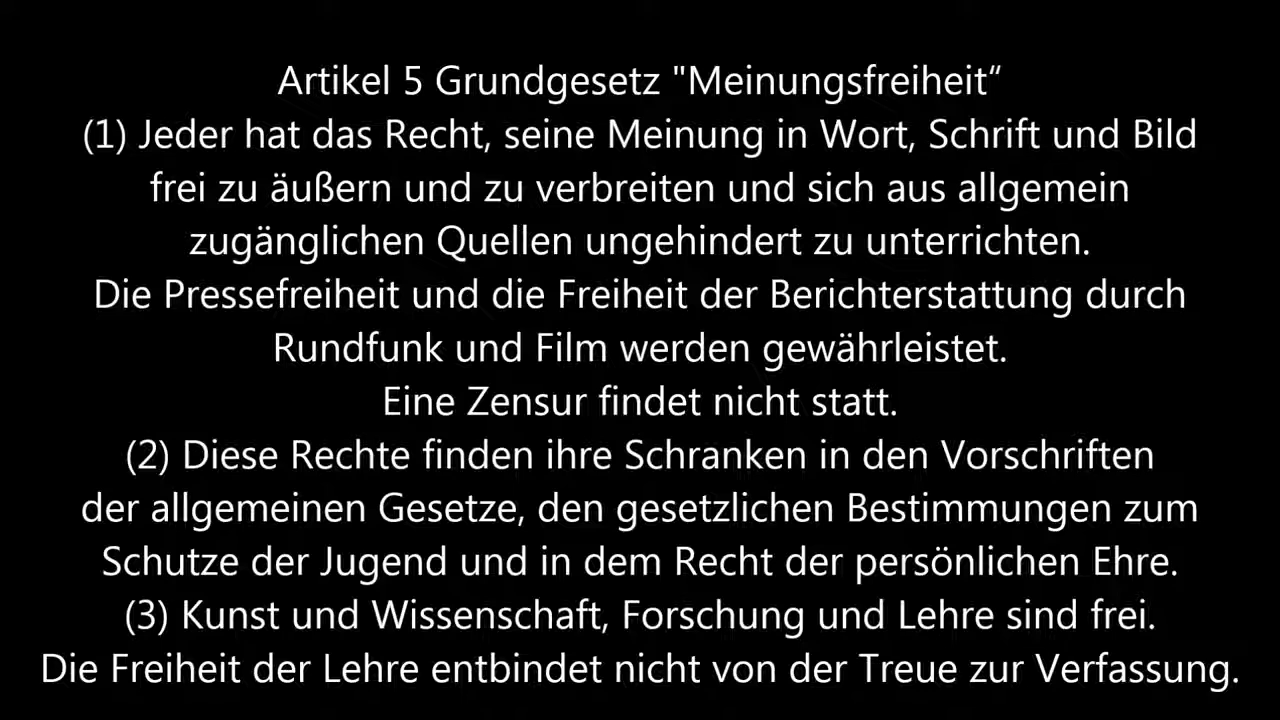 Artikel 5 Grundgesetz "Meinungsfreiheit“
(1) Jeder hat das Recht, seine Meinung in Wort, Schrift und Bild
frei zu äußern und zu verbreiten und sich aus allgemein
zugänglichen Quellen ungehindert zu unterrichten.
Die Pressefreiheit und die Freiheit der Berichterstattung durch
Rundfunk und Film werden gewährleistet.
Eine Zensur findet nicht statt.
(2) Diese Rechte finden ihre Schranken in den Vorschriften
der allgemeinen Gesetze, den gesetzlichen Bestimmungen zum
Schutze der Jugend und in dem Recht der persönlichen Ehre.
(3) Kunst und Wissenschaft, Forschung und Lehre sind frei.
Die Freiheit der Lehre entbindet nicht von der Treue zur Verfassung.